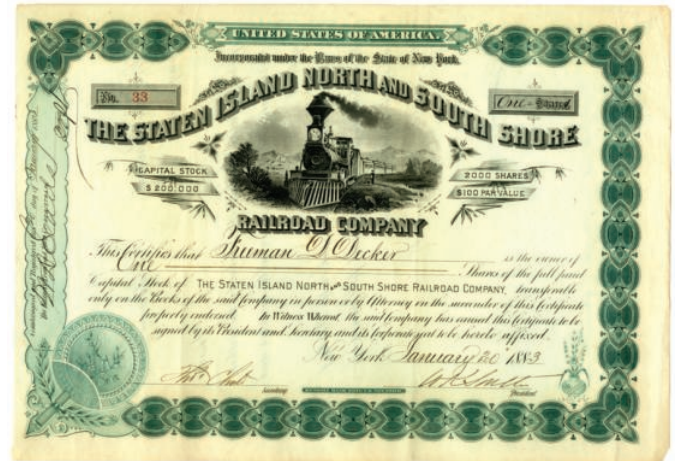 UNITED STATES OF AMERICA.
Incorporated under the Laws of the State of New York.
No. 33
One Share
THE STATEN ISLAND NORTH AND SOUTH SHORE
CAPITAL STOCK
$200.000
2000 SHARES
$100 PAR VALUE
RAILROAD COMPANY
This Certifies that Freeman D Decker is the owner of
One Shares of the full paid
Capital Stock of THE STATEN ISLAND NORTH AND SOUTH SHORE RAILROAD COMPANY, transferable
only on the Books of the said Company in person or by Attorney on the surrender of this Certificate
properly endorsed. In Witness Whereof, the said Company has caused this Certificate to be
signed by its President and Secretary and its Corporate seal to be hereto affixed.
New York January 20 1883
Secretary
President